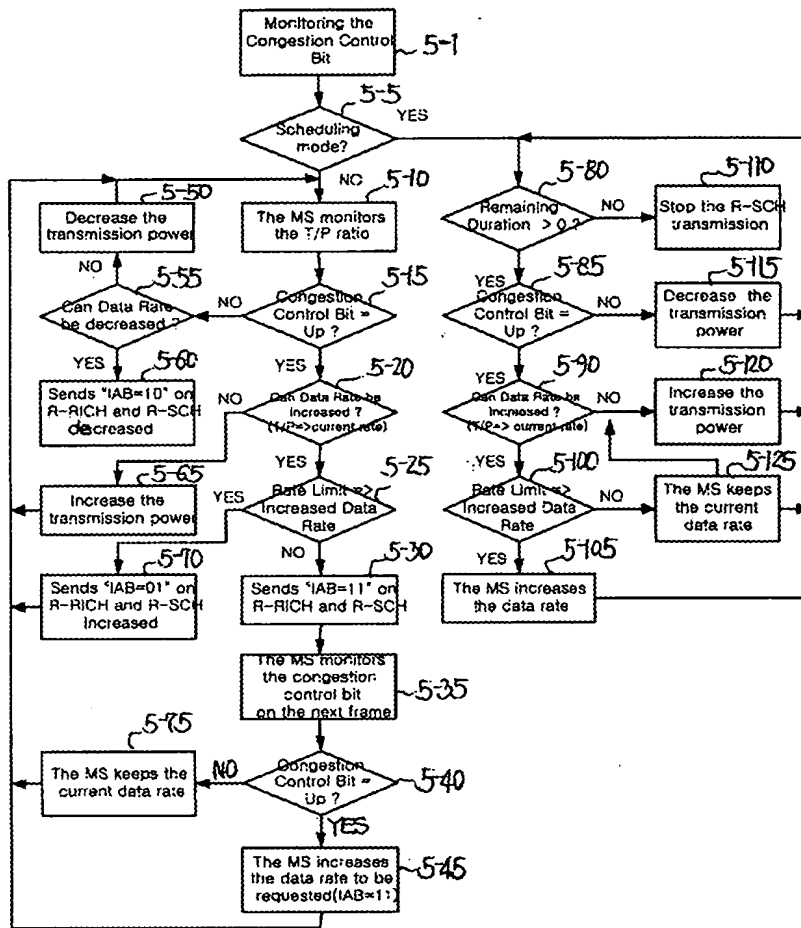 Monitoring the
Congestion Control
Bit
5-1
5-5
Scheduling
mode?
YES
NO
5-10
The MS monitors
the T/P ratio
5-50
Decrease the
transmission power
NO
5-55
Can Data Rate
be decreased ?
YES
5-60
Sends "IAB=10" on
R-RICH and R-SCH
decreased
5-15
Congestion
Control Bit =
Up ?
NO
YES
5-20
Can Data Rate be
Increased ?
(T/P=>current rate)
NO
YES
5-65
Increase the
transmission power
5-25
Rate Limit =>
Increased Data
Rate
YES
NO
5-70
Sends "IAB=01" on
R-RICH and R-SCH
Increased
5-30
Sends "IAB=11" on
R-RICH and R-SCH
The MS monitors
the congestion
control bit
on the next frame
5-35
5-75
The MS keeps the
current data rate
NO
Congestion
Control Bit =
Up ?
5-40
YES
The MS increases
the data rate to be
requested(IAB=11)
5-45
5-80
Remaining
Duration > 0 ?
NO
YES
5-110
Stop the R-SCH
transmission
5-85
Congestion
Control Bit =
Up ?
NO
YES
5-115
Decrease the
transmission
power
5-90
Can Data Rate be
Increased ?
(T/P=>current rate)
NO
YES
5-120
Increase the
transmission
power
5-100
Rate Limit =>
Increased Data
Rate
NO
YES
5-125
The MS keeps
the current
data rate
5-105
The MS increases
the data rate